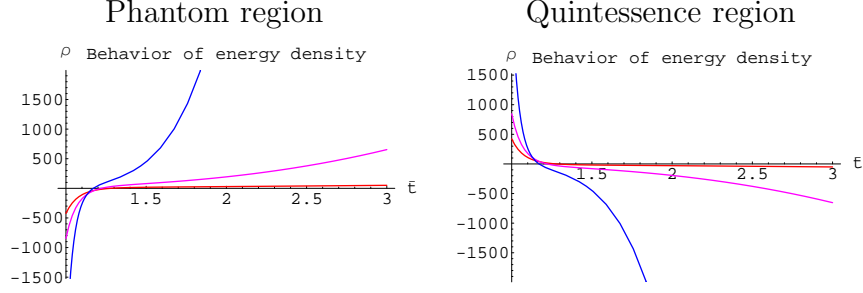 Phantom region
ρ Behavior of energy density
1500
1000
500
-500
-1000
-1500
1.5 2 2.5 3 t̄
Quintessence region
ρ Behavior of energy density
1500
1000
500
-500
-1000
-1500
1.5 2 2.5 3 t̄